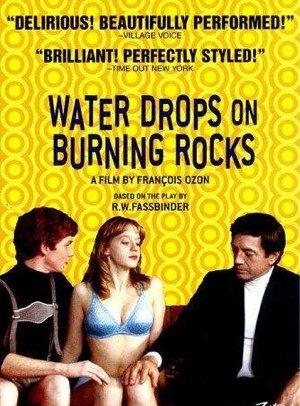 "DELIRIOUS! BEAUTIFULLY PERFORMED!"
–VILLAGE VOICE
"BRILLIANT! PERFECTLY STYLED!"
–TIME OUT NEW YORK
WATER DROPS ON
BURNING ROCKS
A FILM BY FRANÇOIS OZON
BASED ON THE PLAY BY
R.W.FASSBINDER